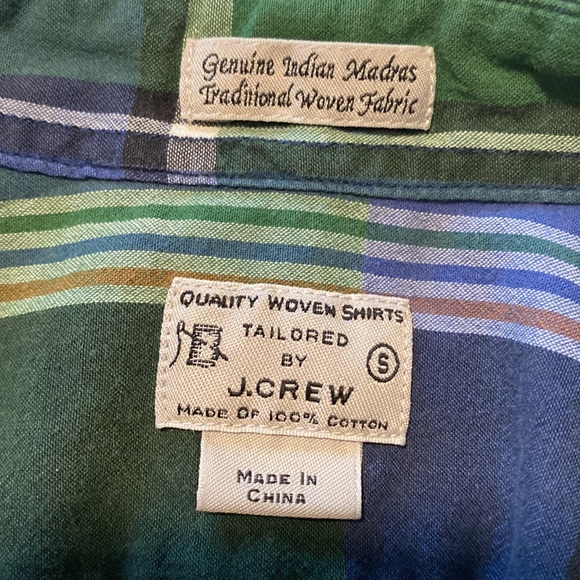 Genuine Indian Madras
Traditional Woven Fabric
QUALITY WOVEN SHIRTS
TAILORED
BY
S
J.CREW
MADE OF 100% COTTON
MADE IN
CHINA